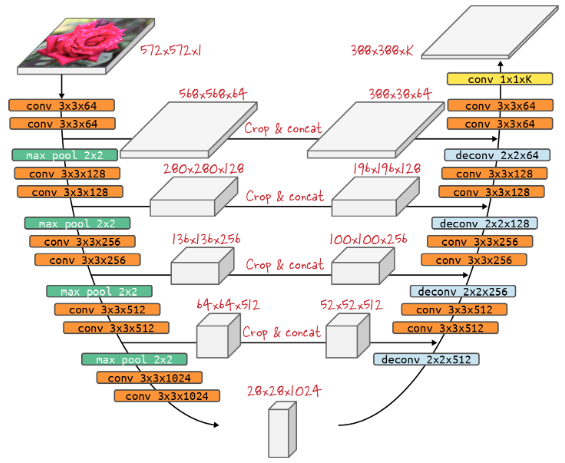 572x572x1
388x388xK
conv 1x1xK
568x568x64
388x38x64
conv 3x3x64
conv 3x3x64
conv 3x3x64
conv 3x3x64
Crop & concat
max pool 2x2
deconv 2x2x64
280x280x128
196x196x128
conv 3x3x128
conv 3x3x128
conv 3x3x128
conv 3x3x128
Crop & concat
max pool 2x2
deconv 2x2x128
136x136x256
100x100x256
conv 3x3x256
conv 3x3x256
conv 3x3x256
conv 3x3x256
Crop & concat
max pool 2x2
deconv 2x2x256
64x64x512
52x52x512
conv 3x3x512
conv 3x3x512
conv 3x3x512
conv 3x3x512
Crop & concat
max pool 2x2
deconv 2x2x512
conv 3x3x1024
conv 3x3x1024
28x28x1024